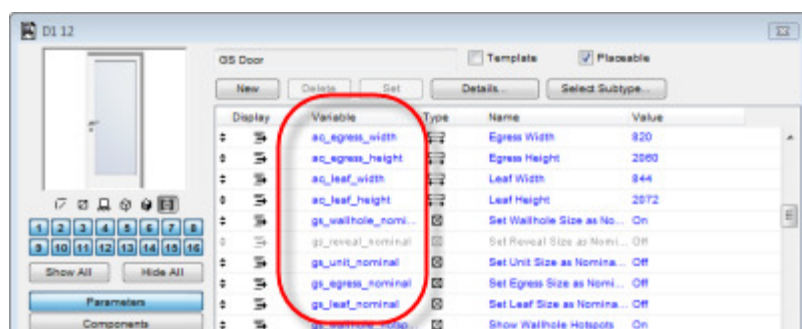 D1 12
GS Door
Template
Placeable
New Delete Set Details... Select Subtype...
Display Variable Type Name Value
ac_egress_width Egress Width 820
ac_egress_height Egress Height 2060
ac_leaf_width Leaf Width 844
ac_leaf_height Leaf Height 2072
gs_wallhole_nomi... Set Wallhole Size as No... On
gs_reveal_nominal Set Reveal Size as Nomi... Off
gs_unit_nominal Set Unit Size as Nomina... Off
gs_egress_nominal Set Egress Size as Nomi... Off
gs_leaf_nominal Set Leaf Size as Nomina... Off
Show Wallhole Hotspots On
1 2 3 4 5 6 7 8
9 10 11 12 13 14 15 16
Show All Hide All
Parameters
Components